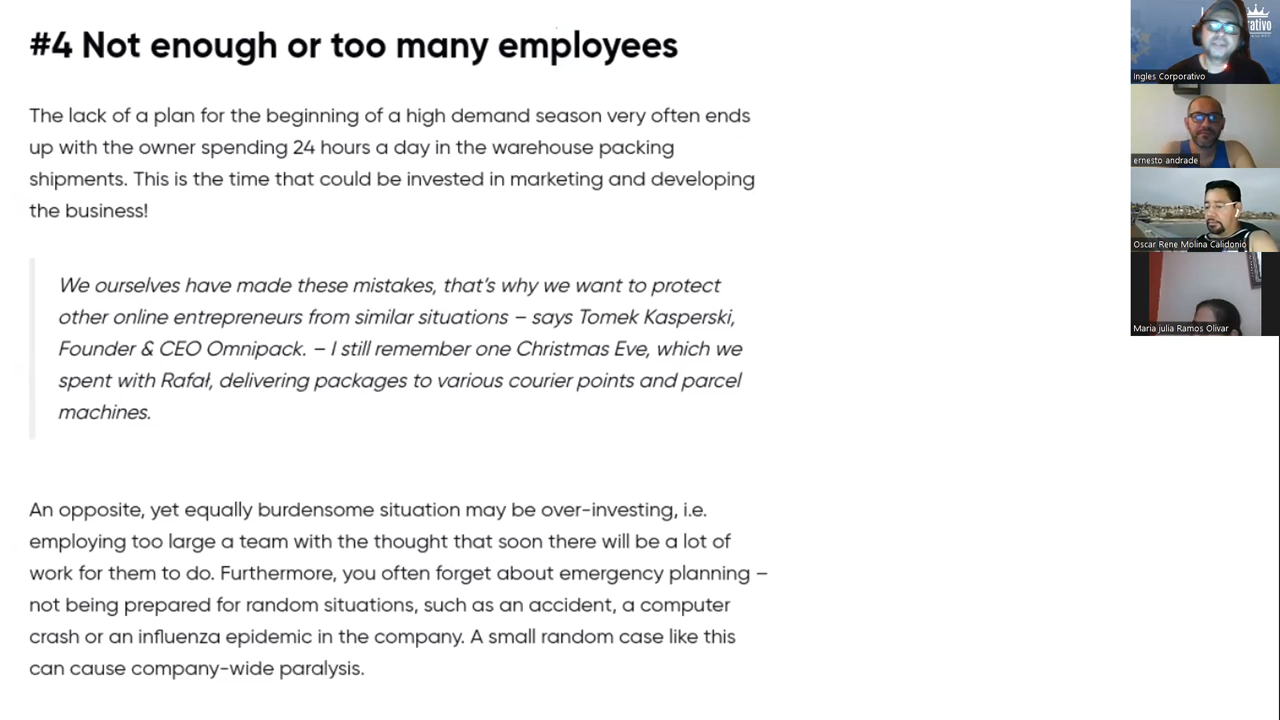 #4 Not enough or too many employees
The lack of a plan for the beginning of a high demand season very often ends
up with the owner spending 24 hours a day in the warehouse packing
shipments. This is the time that could be invested in marketing and developing
the business!
We ourselves have made these mistakes, that's why we want to protect
other online entrepreneurs from similar situations – says Tomek Kasperski,
Founder & CEO Omnipack. – I still remember one Christmas Eve, which we
spent with Rafał, delivering packages to various courier points and parcel
machines.
An opposite, yet equally burdensome situation may be over-investing, i.e.
employing too large a team with the thought that soon there will be a lot of
work for them to do. Furthermore, you often forget about emergency planning –
not being prepared for random situations, such as an accident, a computer
crash or an influenza epidemic in the company. A small random case like this
can cause company-wide paralysis.
Ingles Corporativo
ernesto andrade
Oscar Rene Molina Calidonio
Maria julia Ramos Olivar